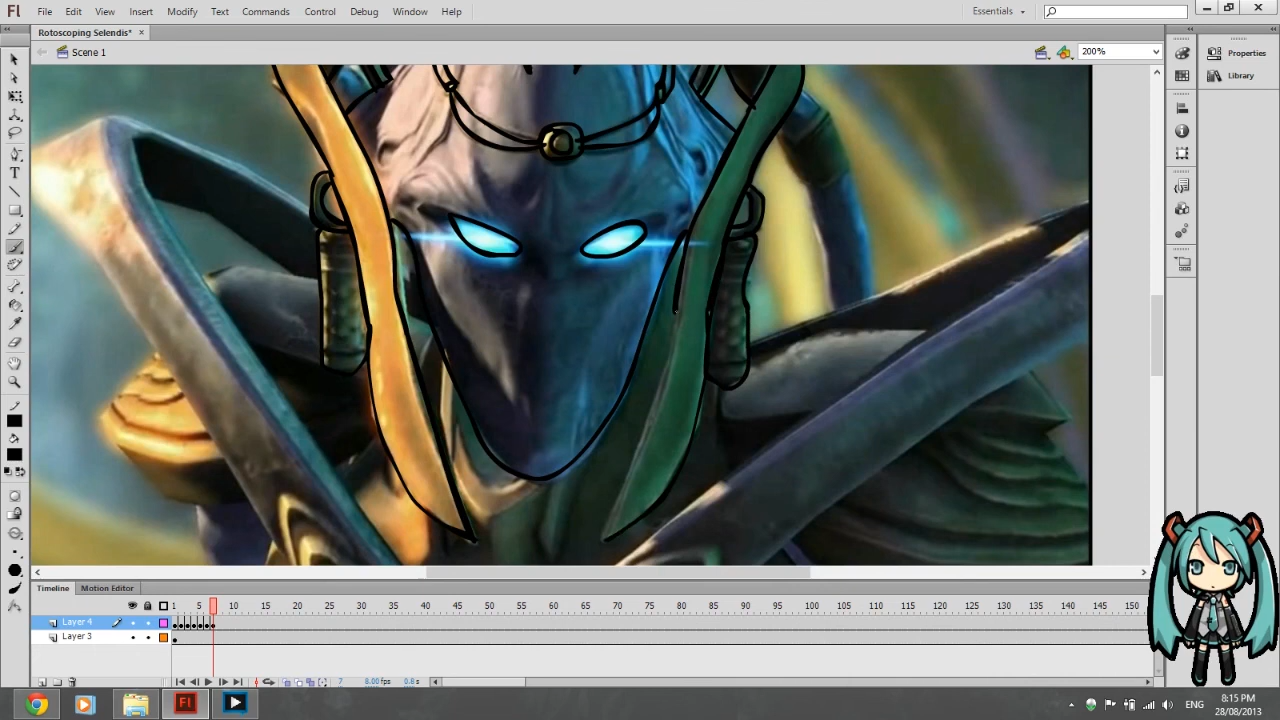 Fl File Edit View Insert Modify Text Commands Control Debug Window Help Essentials
Rotoscoping Selendis* ×
Scene 1 200%
Properties
Library
Timeline Motion Editor
1 5 10 15 20 25 30 35 40 45 50 55 60 65 70 75 80 85 90 95 100 105 110 115 120 125 130 135 140 145 150
Layer 4
Layer 3
7 8.00 fps 0.8 s
Fl ENG 8:15 PM
28/08/2013